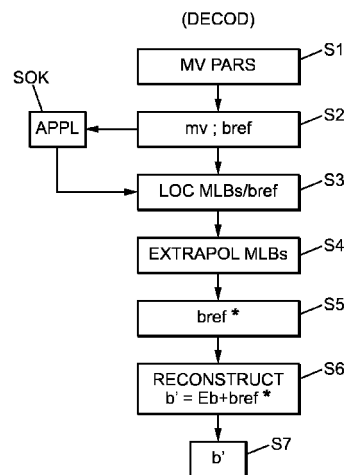 (DECOD)
S1
MV PARS
SOK
S2
APPL
mv ; bref
S3
LOC MLBs/bref
S4
EXTRAPOL MLBs
S5
bref *
S6
RECONSTRUCT
b' = Eb+bref *
S7
b'